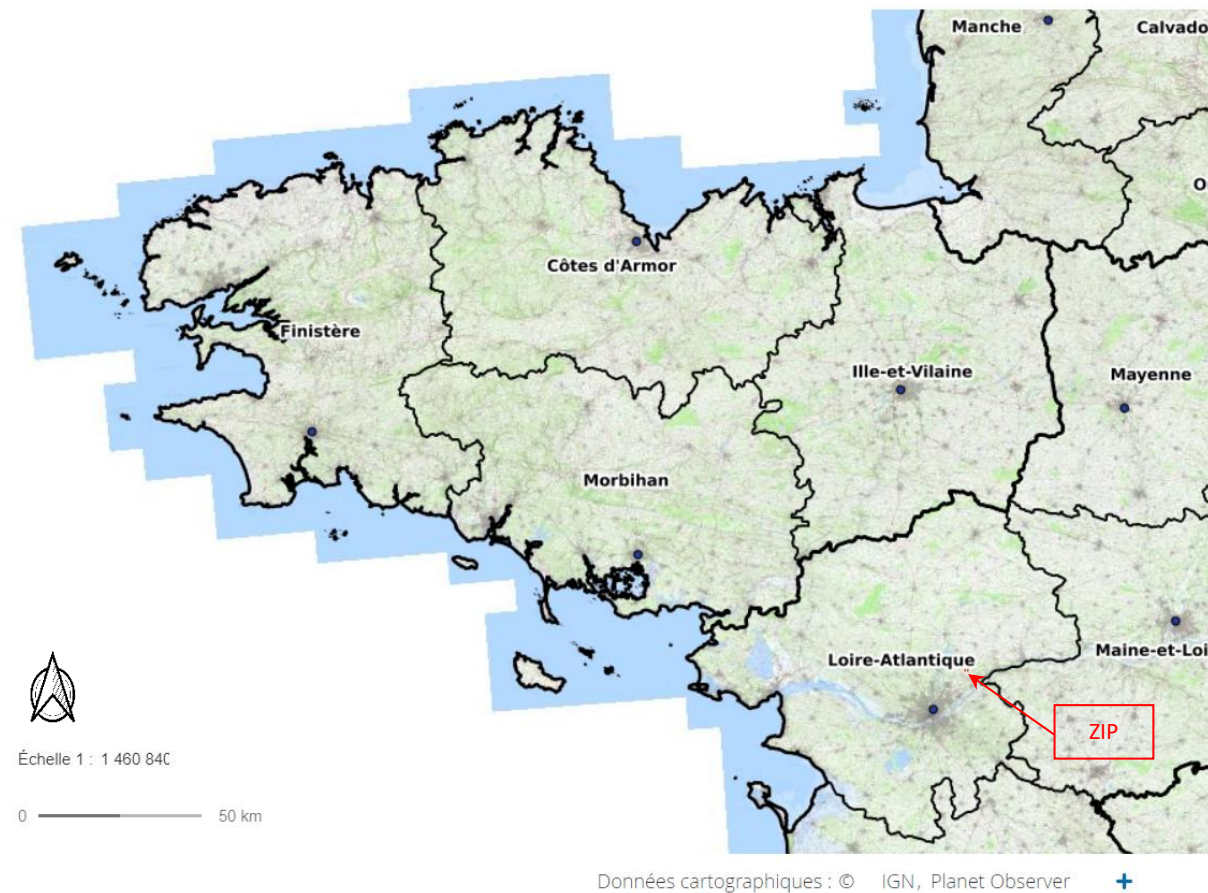 Manche
Calvado
O
Côtes d'Armor
Finistère
Ille-et-Vilaine
Mayenne
Morbihan
Loire-Atlantique
Maine-et-Loi
ZIP
Échelle 1 : 1 460 840
0 50 km
Données cartographiques : © IGN, Planet Observer +